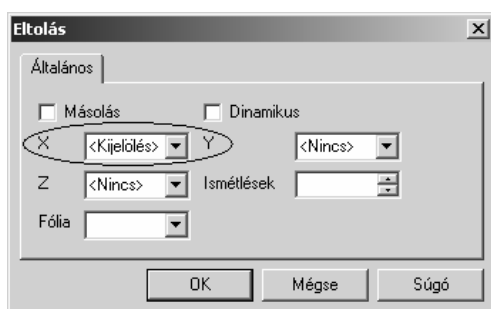 Eltolás
Általános
Másolás Dinamikus
X <Kijelölés> Y <Nincs>
Z <Nincs> Ismétlések
Fólia
OK Mégse Súgó